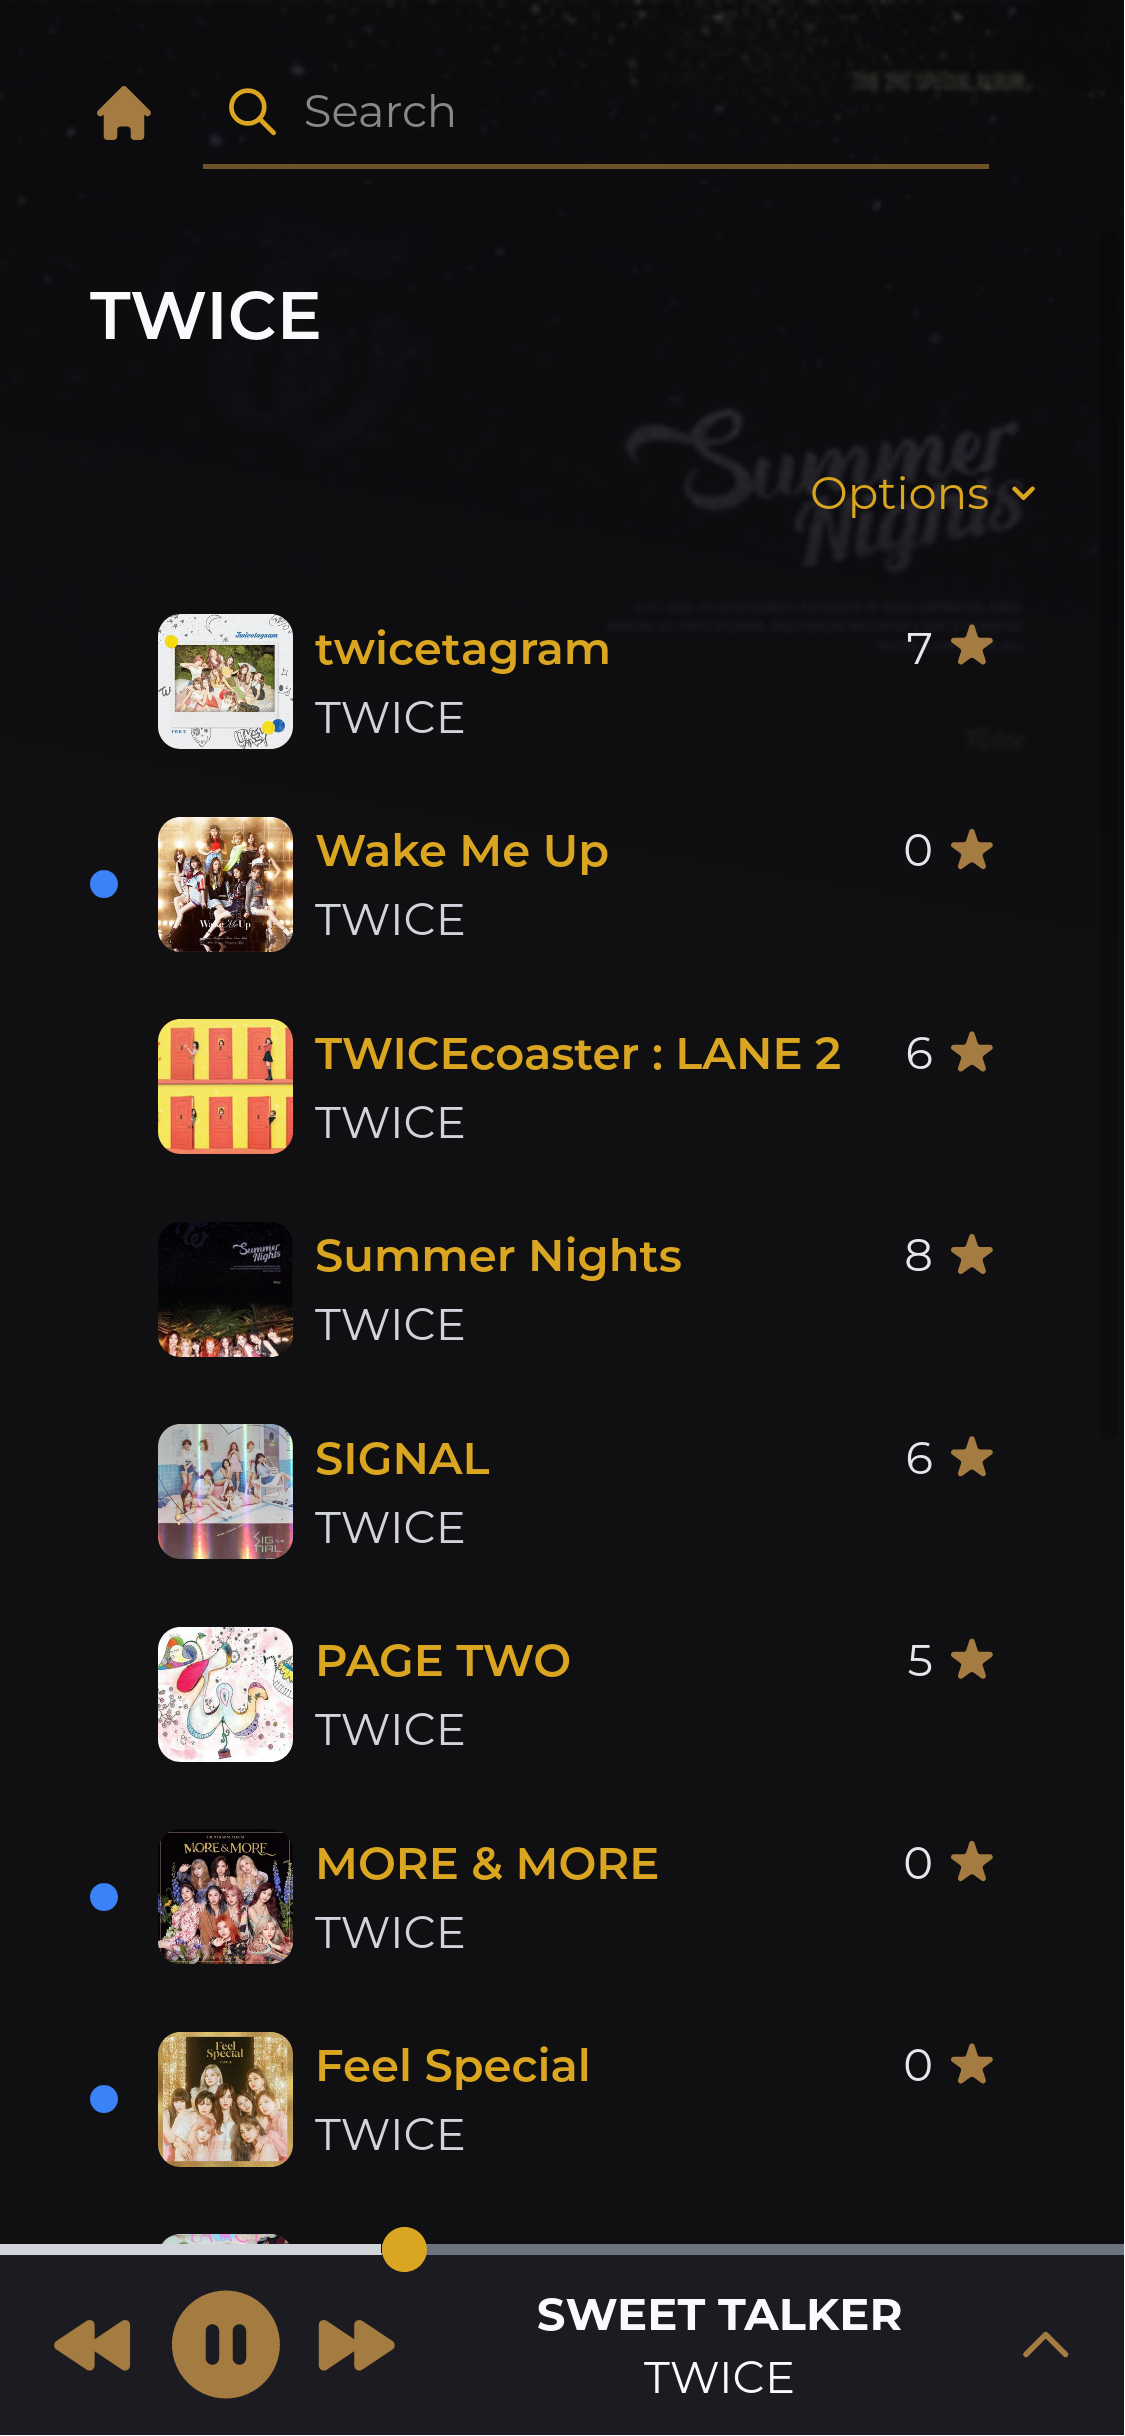 Search
TWICE
Summer
Nights
Options
twicetagram
7
TWICE
Wake Me Up
0
TWICE
TWICEcoaster : LANE 2
6
TWICE
Summer Nights
8
TWICE
SIGNAL
6
TWICE
PAGE TWO
5
TWICE
MORE & MORE
0
TWICE
Feel Special
0
TWICE
SWEET TALKER
TWICE